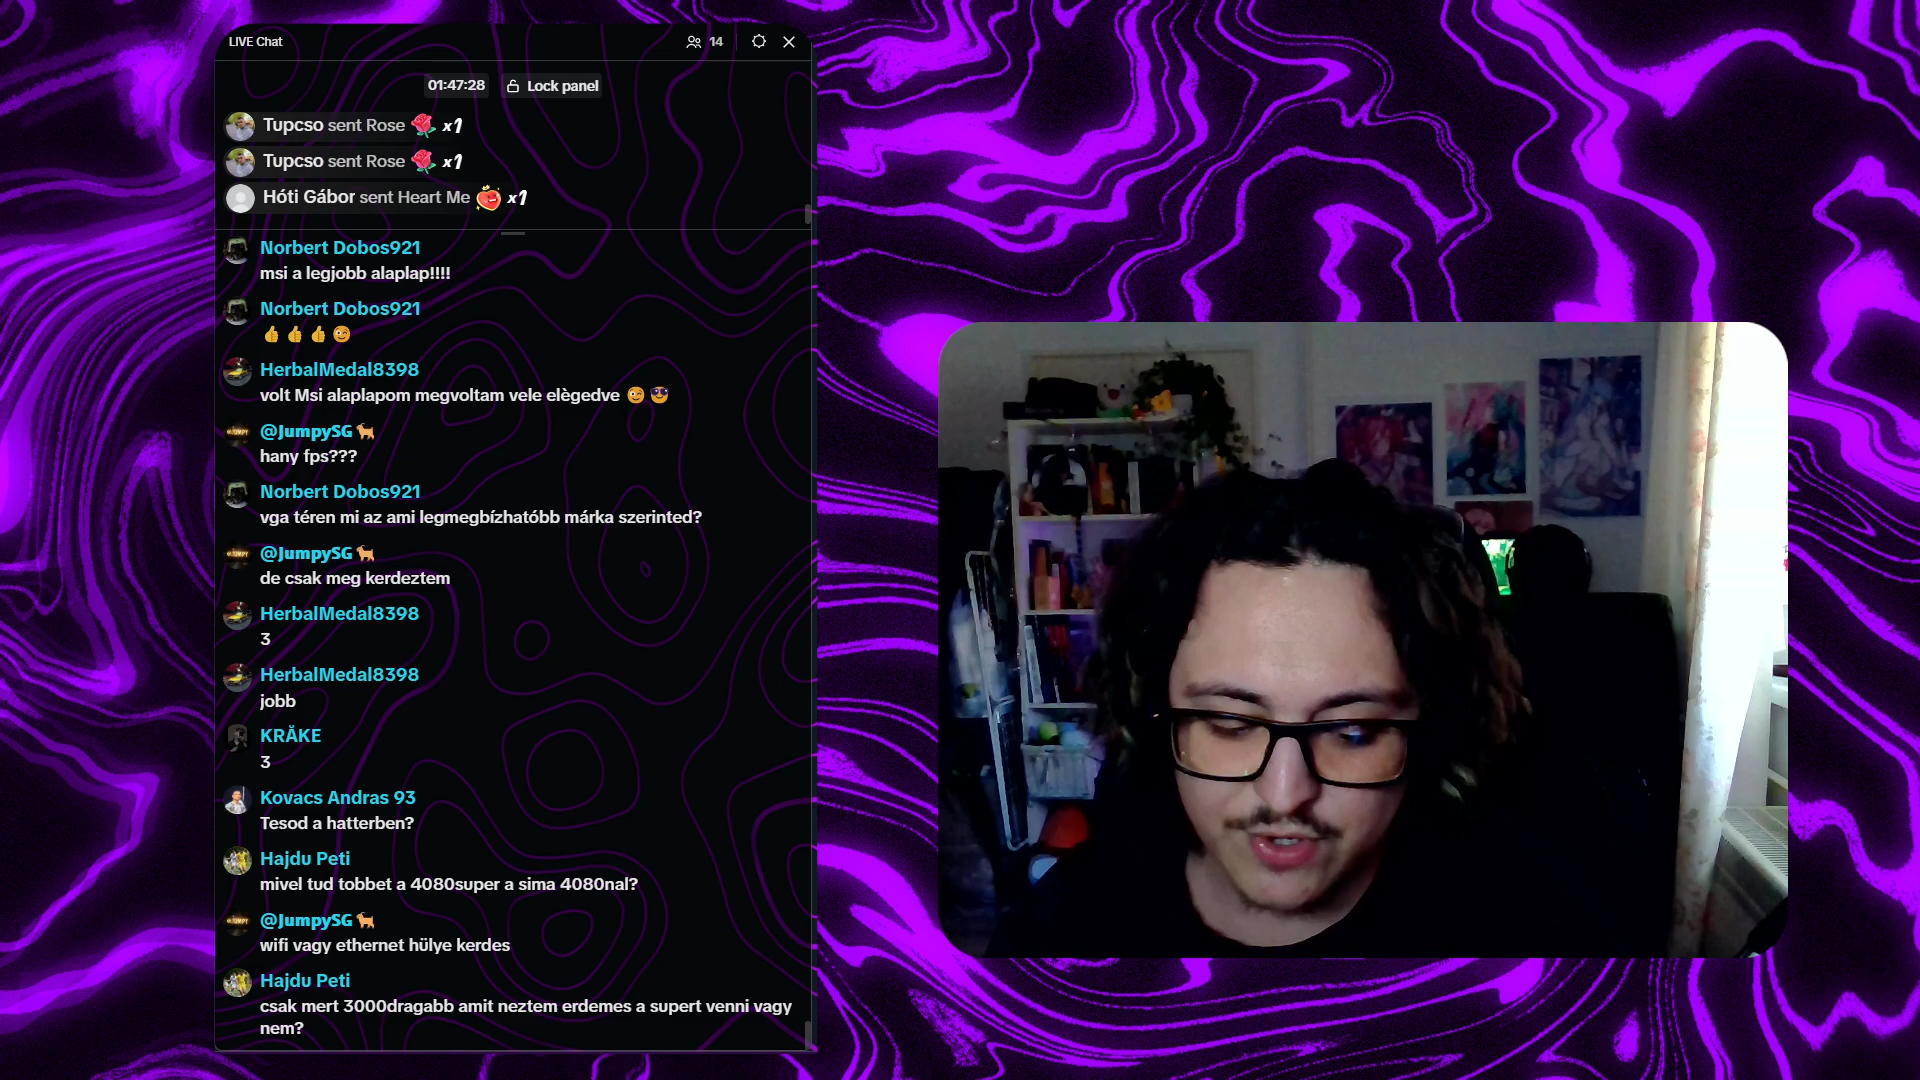 LIVE Chat
14
01:47:28
Lock panel
Tupcso sent Rose x1
Tupcso sent Rose x1
Hóti Gábor sent Heart Me x1
Norbert Dobos921
msi a legjobb alaplap!!!!
Norbert Dobos921
👍 👍 👍 😉
HerbalMedal8398
volt Msi alaplapom megvoltam vele elègedve 😉 😎
@JumpySG🐐
hany fps???
Norbert Dobos921
vga téren mi az ami legmegbízhatóbb márka szerinted?
@JumpySG🐐
de csak meg kerdeztem
HerbalMedal8398
3
HerbalMedal8398
jobb
KRÅKE
3
Kovacs Andras 93
Tesod a hatterben?
Hajdu Peti
mivel tud tobbet a 4080super a sima 4080nal?
@JumpySG🐐
wifi vagy ethernet hülye kerdes
Hajdu Peti
csak mert 3000dragabb amit neztem erdemes a supert venni vagy
nem?